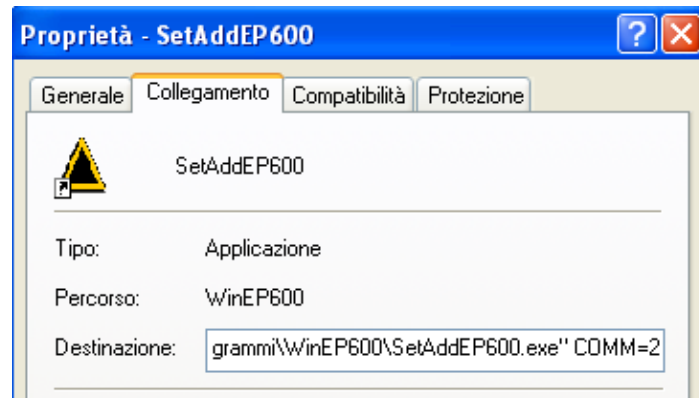 Proprietà - SetAddEP600
Generale Collegamento Compatibilità Protezione
SetAddEP600
Tipo: Applicazione
Percorso: WinEP600
Destinazione: grammi\WinEP600\SetAddEP600.exe" COMM=2